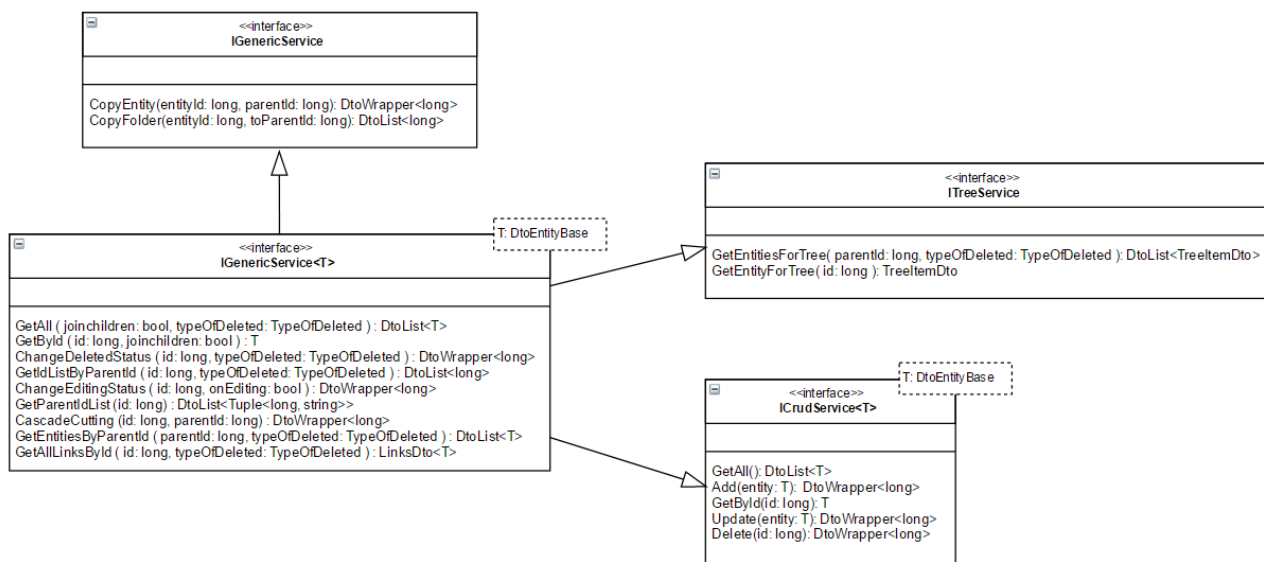 <<interface>>
IGenericService
CopyEntity(entityId: long, parentId: long): DtoWrapper<long>
CopyFolder(entityId: long, toParentId: long): DtoList<long>
T: DtoEntityBase
<<interface>>
IGenericService<T>
GetAll ( joinchildren: bool, typeOfDeleted: TypeOfDeleted ) : DtoList<T>
GetById ( id: long, joinchildren: bool ) : T
ChangeDeletedStatus ( id: long, typeOfDeleted: TypeOfDeleted ) : DtoWrapper<long>
GetIdListByParentId ( id: long, typeOfDeleted: TypeOfDeleted ) : DtoList<long>
ChangeEditingStatus ( id: long, onEditing: bool ) : DtoWrapper<long>
GetParentIdList (id: long) : DtoList<Tuple<long, string>>
CascadeCutting (id: long, parentId: long) : DtoWrapper<long>
GetEntitiesByParentId ( parentId: long, typeOfDeleted: TypeOfDeleted ) : DtoList<T>
GetAllLinksById ( id: long, typeOfDeleted: TypeOfDeleted ) : LinksDto<T>
<<interface>>
ITreeService
GetEntitiesForTree( parentId: long, typeOfDeleted: TypeOfDeleted ): DtoList<TreeItemDto>
GetEntityForTree( id: long ): TreeItemDto
T: DtoEntityBase
<<interface>>
ICrudService<T>
GetAll(): DtoList<T>
Add(entity: T): DtoWrapper<long>
GetById(id: long): T
Update(entity: T): DtoWrapper<long>
Delete(id: long): DtoWrapper<long>